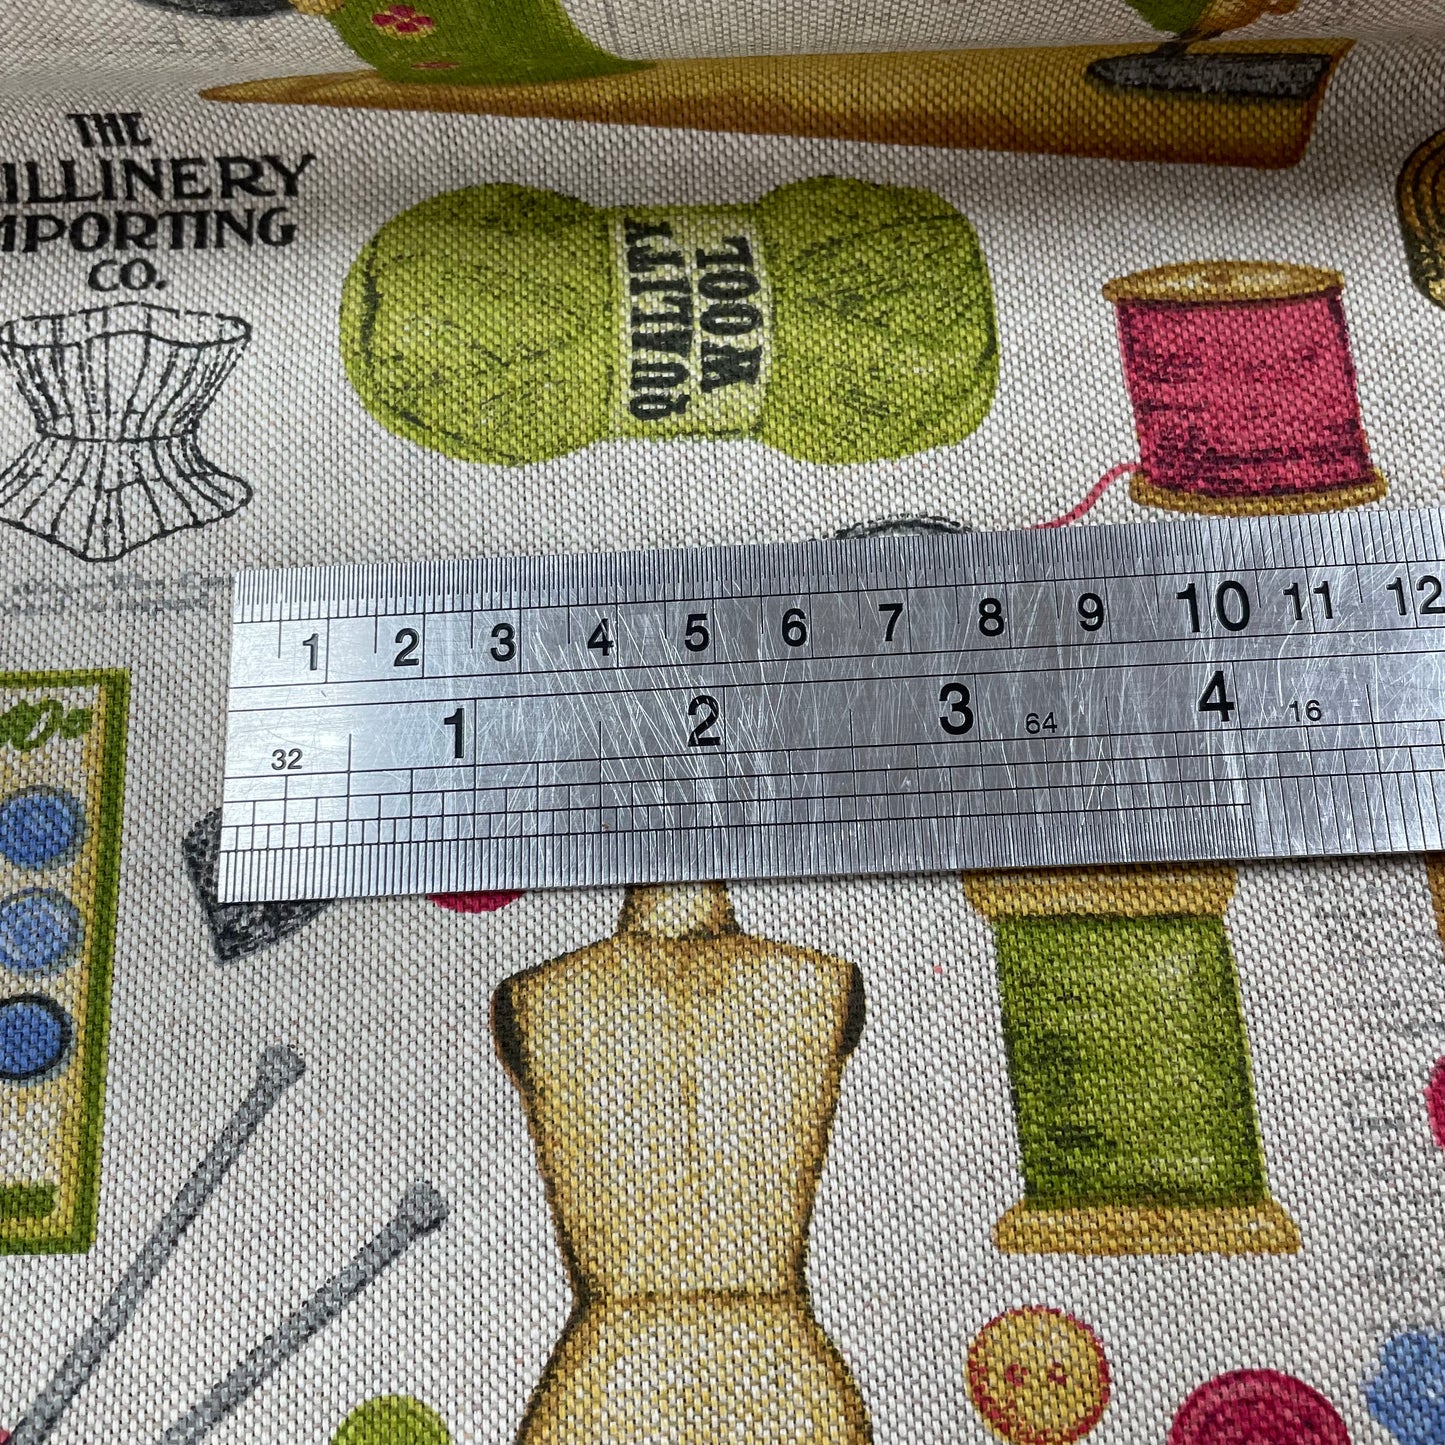 THE
ILLINERY
MPORTING
CO.
QUALITY
WOOL
1 2 3 4 5 6 7 8 9 10 11 12
1 2 3 4
32 64 16